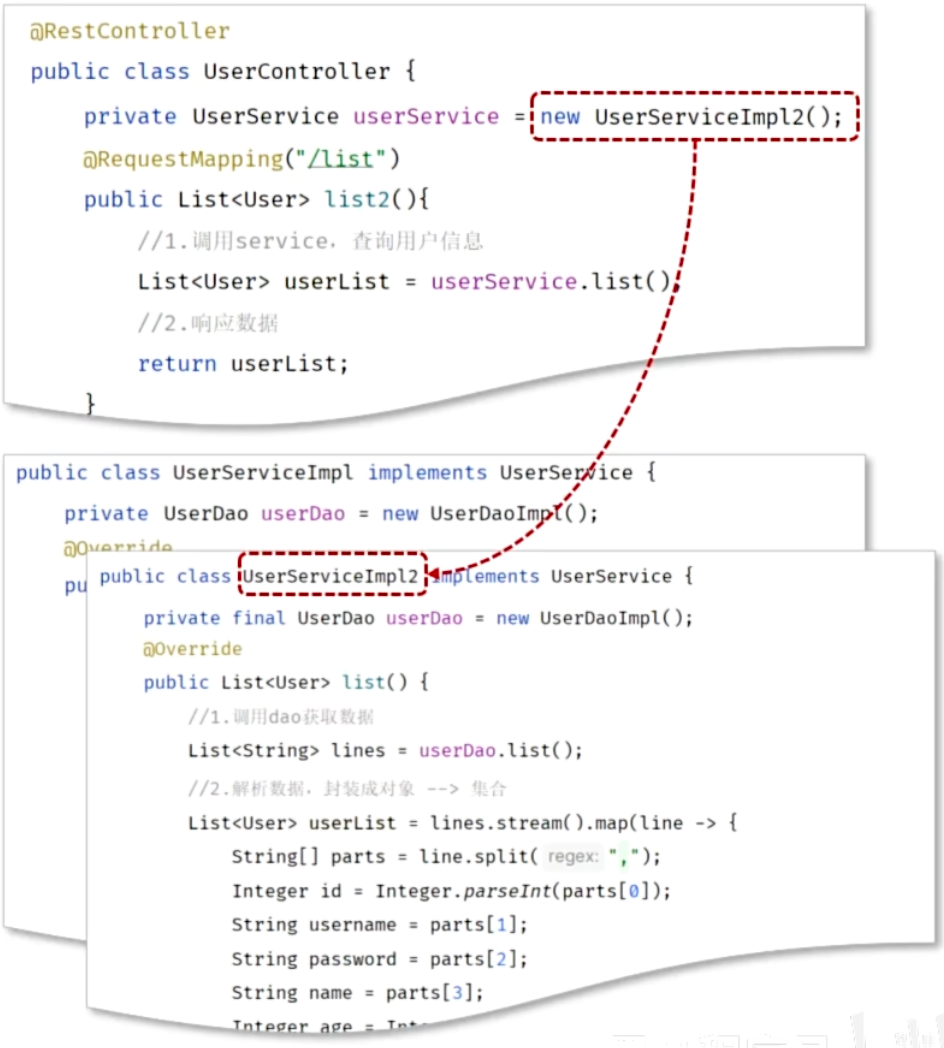 @RestController
public class UserController {
private UserService userService = new UserServiceImpl2();
@RequestMapping("/list")
public List<User> list2(){
//1.调用service，查询用户信息
List<User> userList = userService.list();
//2.响应数据
return userList;
}
public class UserServiceImpl implements UserService {
private UserDao userDao = new UserDaoImpl();
@Override
pu
public class UserServiceImpl2 implements UserService {
private final UserDao userDao = new UserDaoImpl();
@Override
public List<User> list() {
//1.调用dao获取数据
List<String> lines = userDao.list();
//2.解析数据，封装成对象 --> 集合
List<User> userList = lines.stream().map(line -> {
String[] parts = line.split( regex: ",");
Integer id = Integer.parseInt(parts[0]);
String username = parts[1];
String password = parts[2];
String name = parts[3];
Integer age = Int